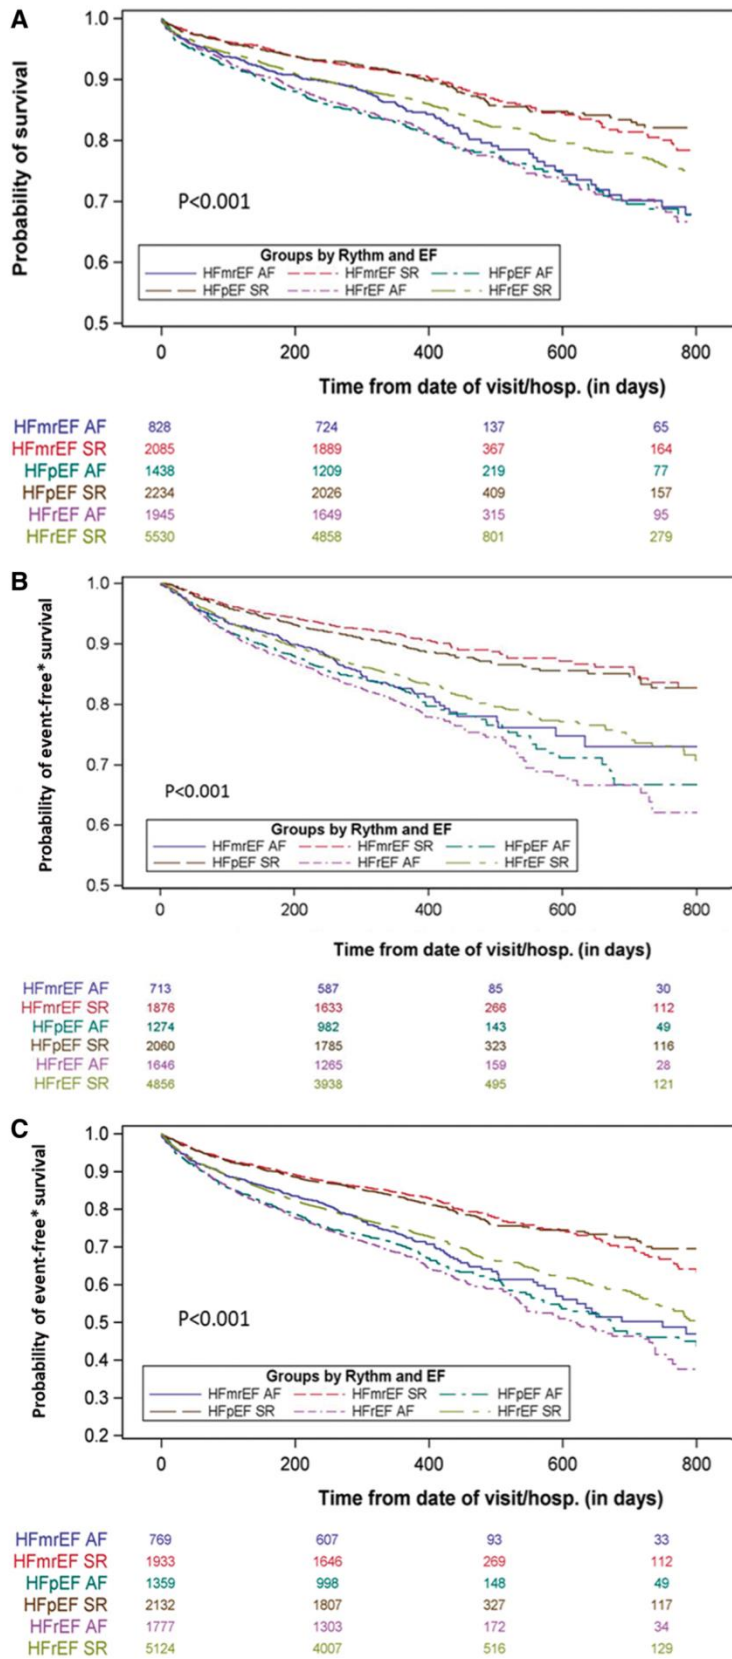 A
Probability of survival
1.0
0.9
0.8
0.7
0.6
0.5
P<0.001
Groups by Rythm and EF
HFmrEF AF HFmrEF SR HFpEF AF
HFpEF SR HFrEF AF HFrEF SR
0 200 400 600 800
Time from date of visit/hosp. (in days)
HFmrEF AF 828 724 137 65
HFmrEF SR 2085 1889 367 164
HFpEF AF 1438 1209 219 77
HFpEF SR 2234 2026 409 157
HFrEF AF 1945 1649 315 95
HFrEF SR 5530 4858 801 279
B
Probability of event-free* survival
1.0
0.9
0.8
0.7
0.6
0.5
P<0.001
Groups by Rythm and EF
HFmrEF AF HFmrEF SR HFpEF AF
HFpEF SR HFrEF AF HFrEF SR
0 200 400 600 800
Time from date of visit/hosp. (in days)
HFmrEF AF 713 587 85 30
HFmrEF SR 1876 1633 266 112
HFpEF AF 1274 982 143 49
HFpEF SR 2060 1785 323 116
HFrEF AF 1646 1265 159 28
HFrEF SR 4856 3938 495 121
C
Probability of event-free* survival
1.0
0.9
0.8
0.7
0.6
0.5
0.4
0.3
0.2
P<0.001
Groups by Rythm and EF
HFmrEF AF HFmrEF SR HFpEF AF
HFpEF SR HFrEF AF HFrEF SR
0 200 400 600 800
Time from date of visit/hosp. (in days)
HFmrEF AF 769 607 93 33
HFmrEF SR 1933 1646 269 112
HFpEF AF 1359 998 148 49
HFpEF SR 2132 1807 327 117
HFrEF AF 1777 1303 172 34
HFrEF SR 5124 4007 516 129